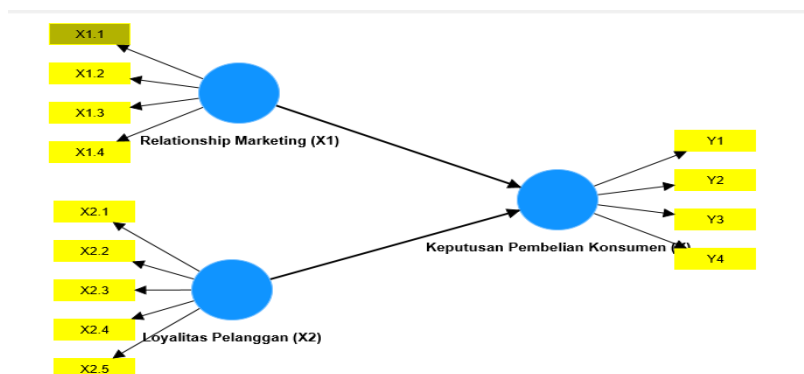 X1.1
X1.2
X1.3
X1.4
Relationship Marketing (X1)
X2.1
X2.2
X2.3
X2.4
X2.5
Loyalitas Pelanggan (X2)
Keputusan Pembelian Konsumen
Y1
Y2
Y3
Y4